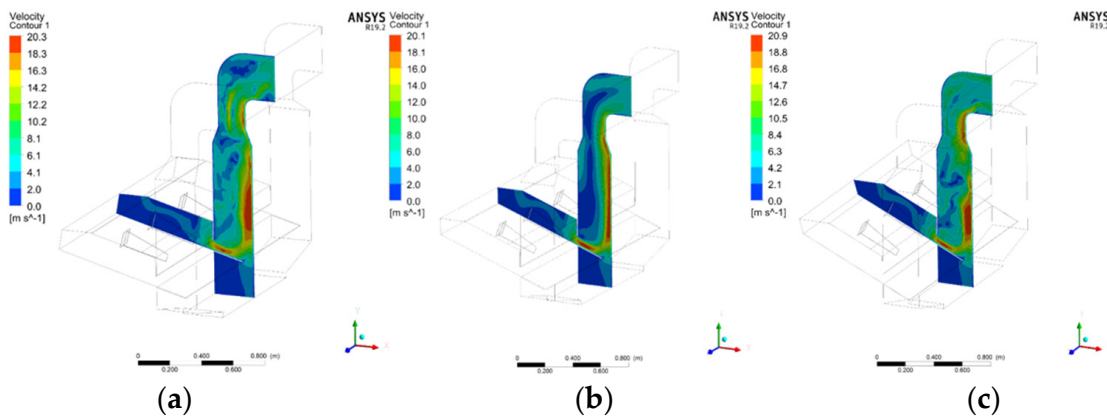 Velocity
Contour 1
20.3
18.3
16.3
14.2
12.2
10.2
8.1
6.1
4.1
2.0
0.0
[m s^-1]
ANSYS
R19.2
0 0.400 0.800 (m)
0.200 0.600
(a)
Velocity
Contour 1
20.1
18.1
16.1
14.1
12.1
10.0
8.0
6.0
4.0
2.0
0.0
[m s^-1]
ANSYS
R19.2
0 0.400 0.800 (m)
0.200 0.600
(b)
Velocity
Contour 1
20.9
16.8
14.7
12.6
10.5
8.4
6.3
4.2
2.1
0.0
[m s^-1]
ANSYS
R19.2
0 0.400 0.800 (m)
0.200 0.600
(c)